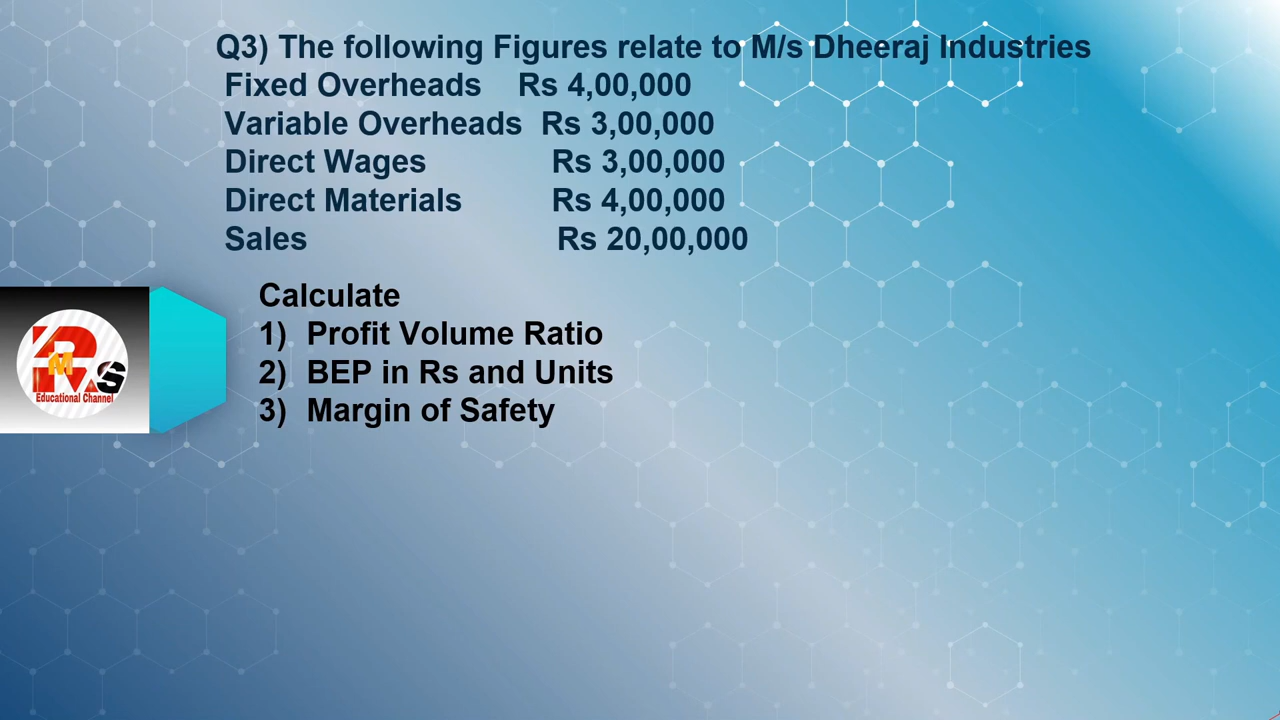 Q3) The following Figures relate to M/s Dheeraj Industries
Fixed Overheads Rs 4,00,000
Variable Overheads Rs 3,00,000
Direct Wages Rs 3,00,000
Direct Materials Rs 4,00,000
Sales Rs 20,00,000
Calculate
1) Profit Volume Ratio
2) BEP in Rs and Units
3) Margin of Safety
M
S
Educational Channel